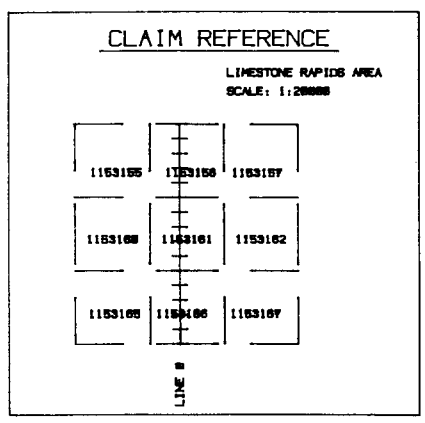 CLAIM REFERENCE
LIMESTONE RAPIDS AREA
SCALE: 1:20000
1153155 1153156 1153157
1153160 1153161 1153162
1153165 1153166 1153167
LINE 0